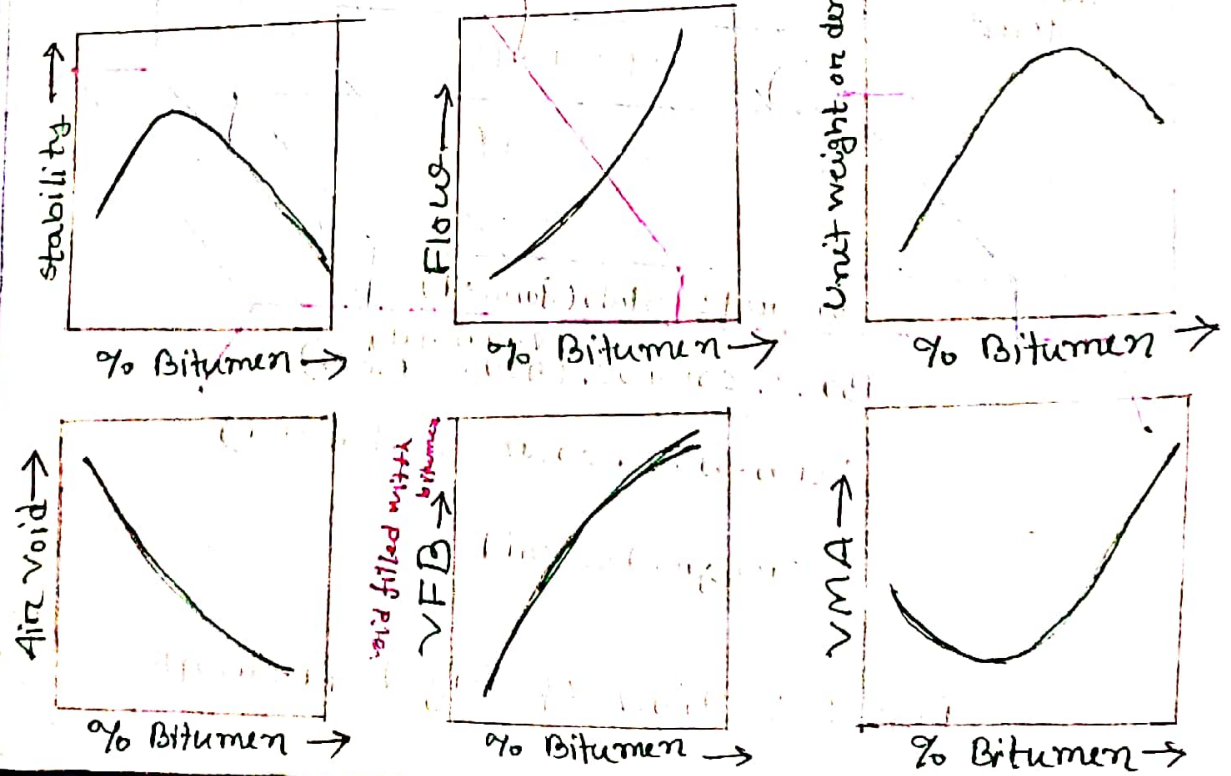 stability →
% Bitumen →
Flow →
% Bitumen →
Unit weight or den
% Bitumen →
Air void →
% Bitumen →
void filled with
bitumen
VFB →
% Bitumen →
VMA →
% Bitumen →